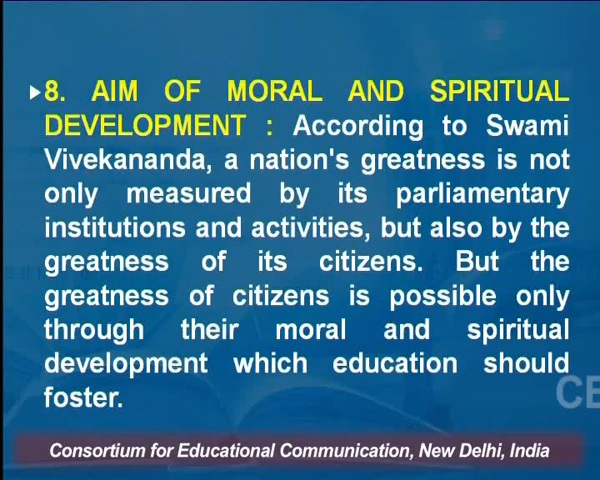 8. AIM OF MORAL AND SPIRITUAL
DEVELOPMENT : According to Swami
Vivekananda, a nation's greatness is not
only measured by its parliamentary
institutions and activities, but also by the
greatness of its citizens. But the
greatness of citizens is possible only
through their moral and spiritual
development which education should
foster.
CE
Consortium for Educational Communication, New Delhi, India